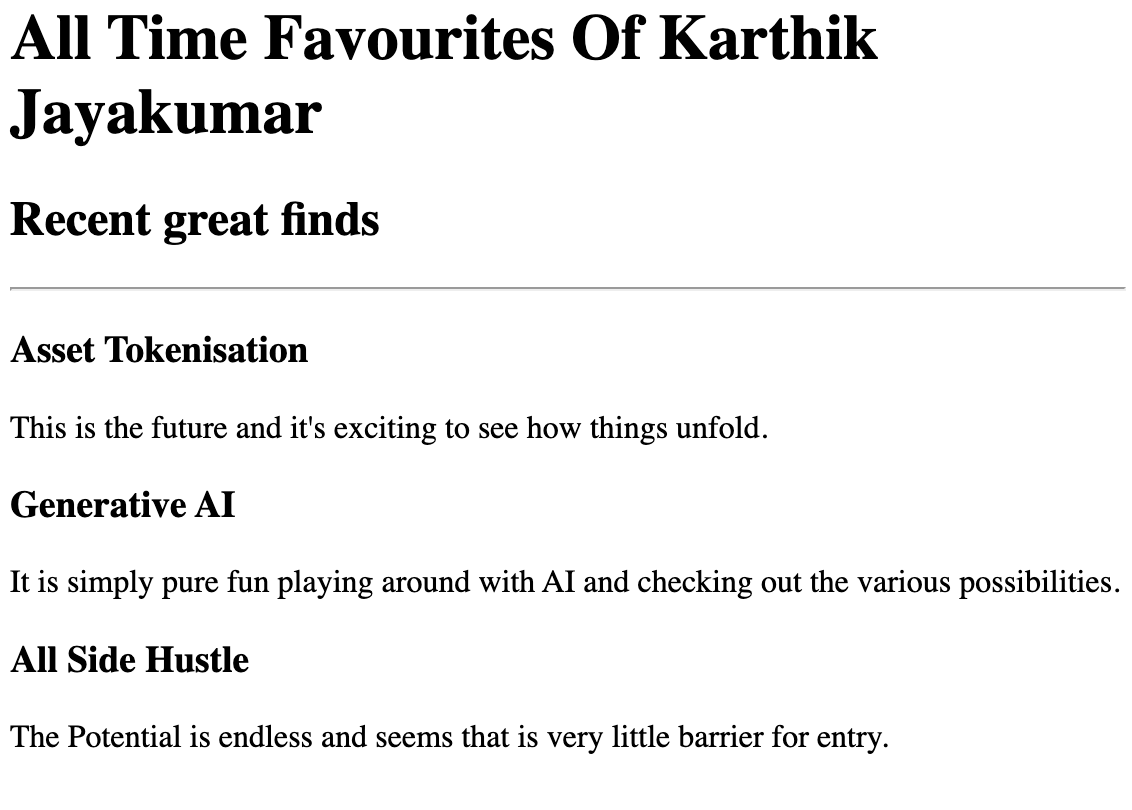 All Time Favourites Of Karthik
Jayakumar
Recent great finds
Asset Tokenisation
This is the future and it's exciting to see how things unfold.
Generative AI
It is simply pure fun playing around with AI and checking out the various possibilities.
All Side Hustle
The Potential is endless and seems that is very little barrier for entry.